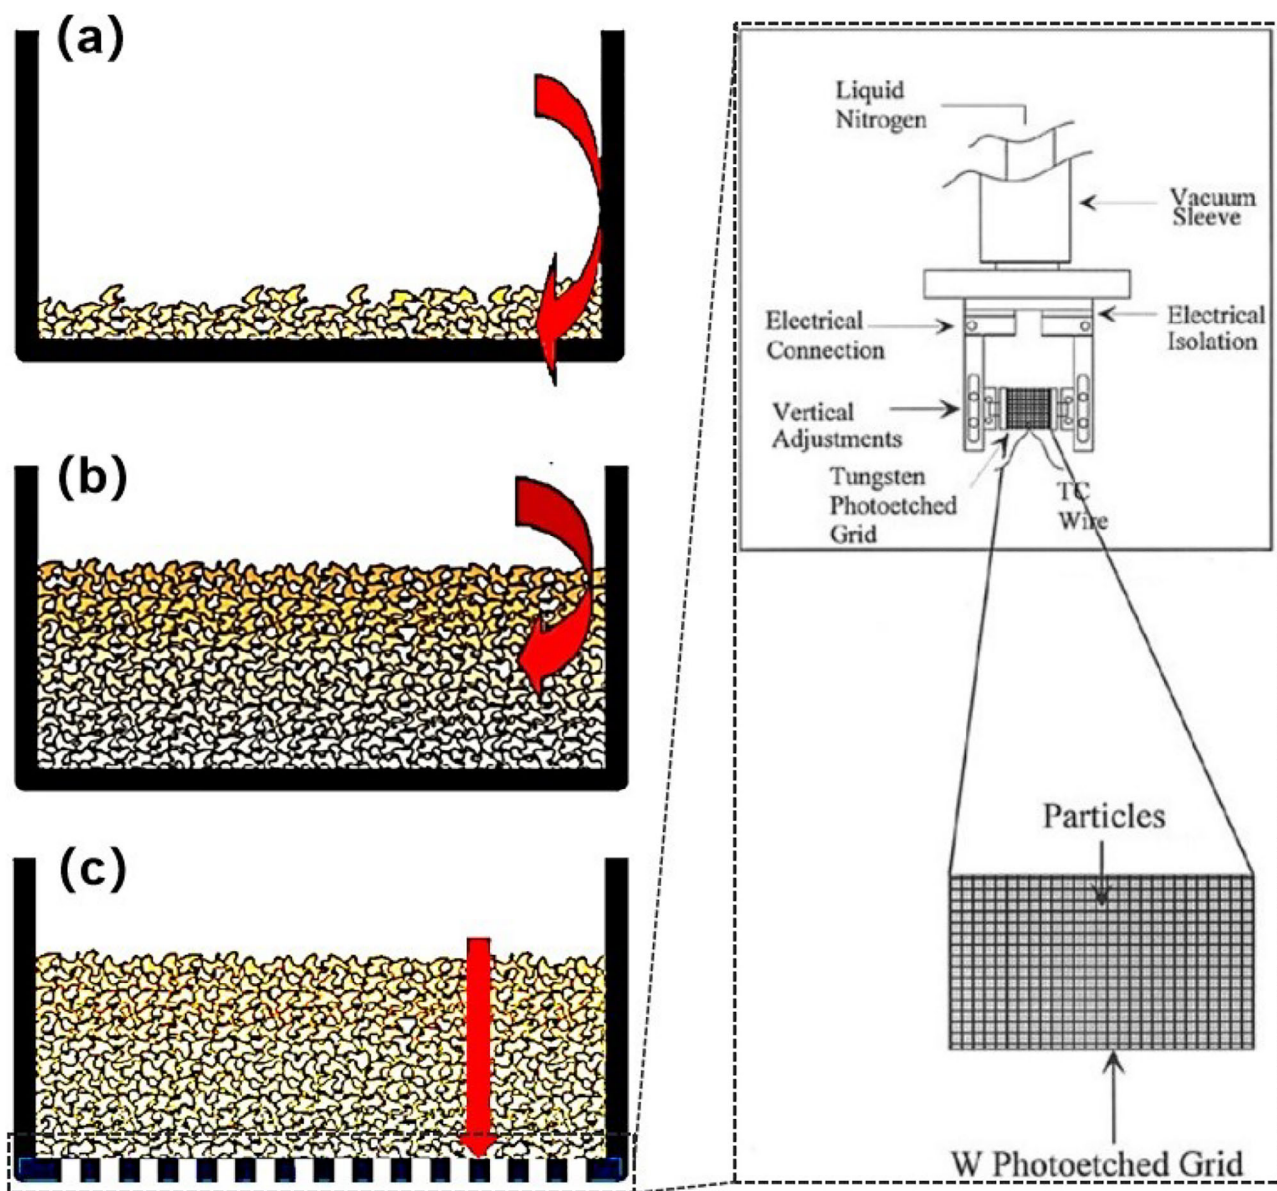 (a)
(b)
(c)
Liquid
Nitrogen
Vacuum
Sleeve
Electrical
Connection
Electrical
Isolation
Vertical
Adjustments
Tungsten
Photoetched
Grid
TC
Wire
Particles
W Photoetched Grid